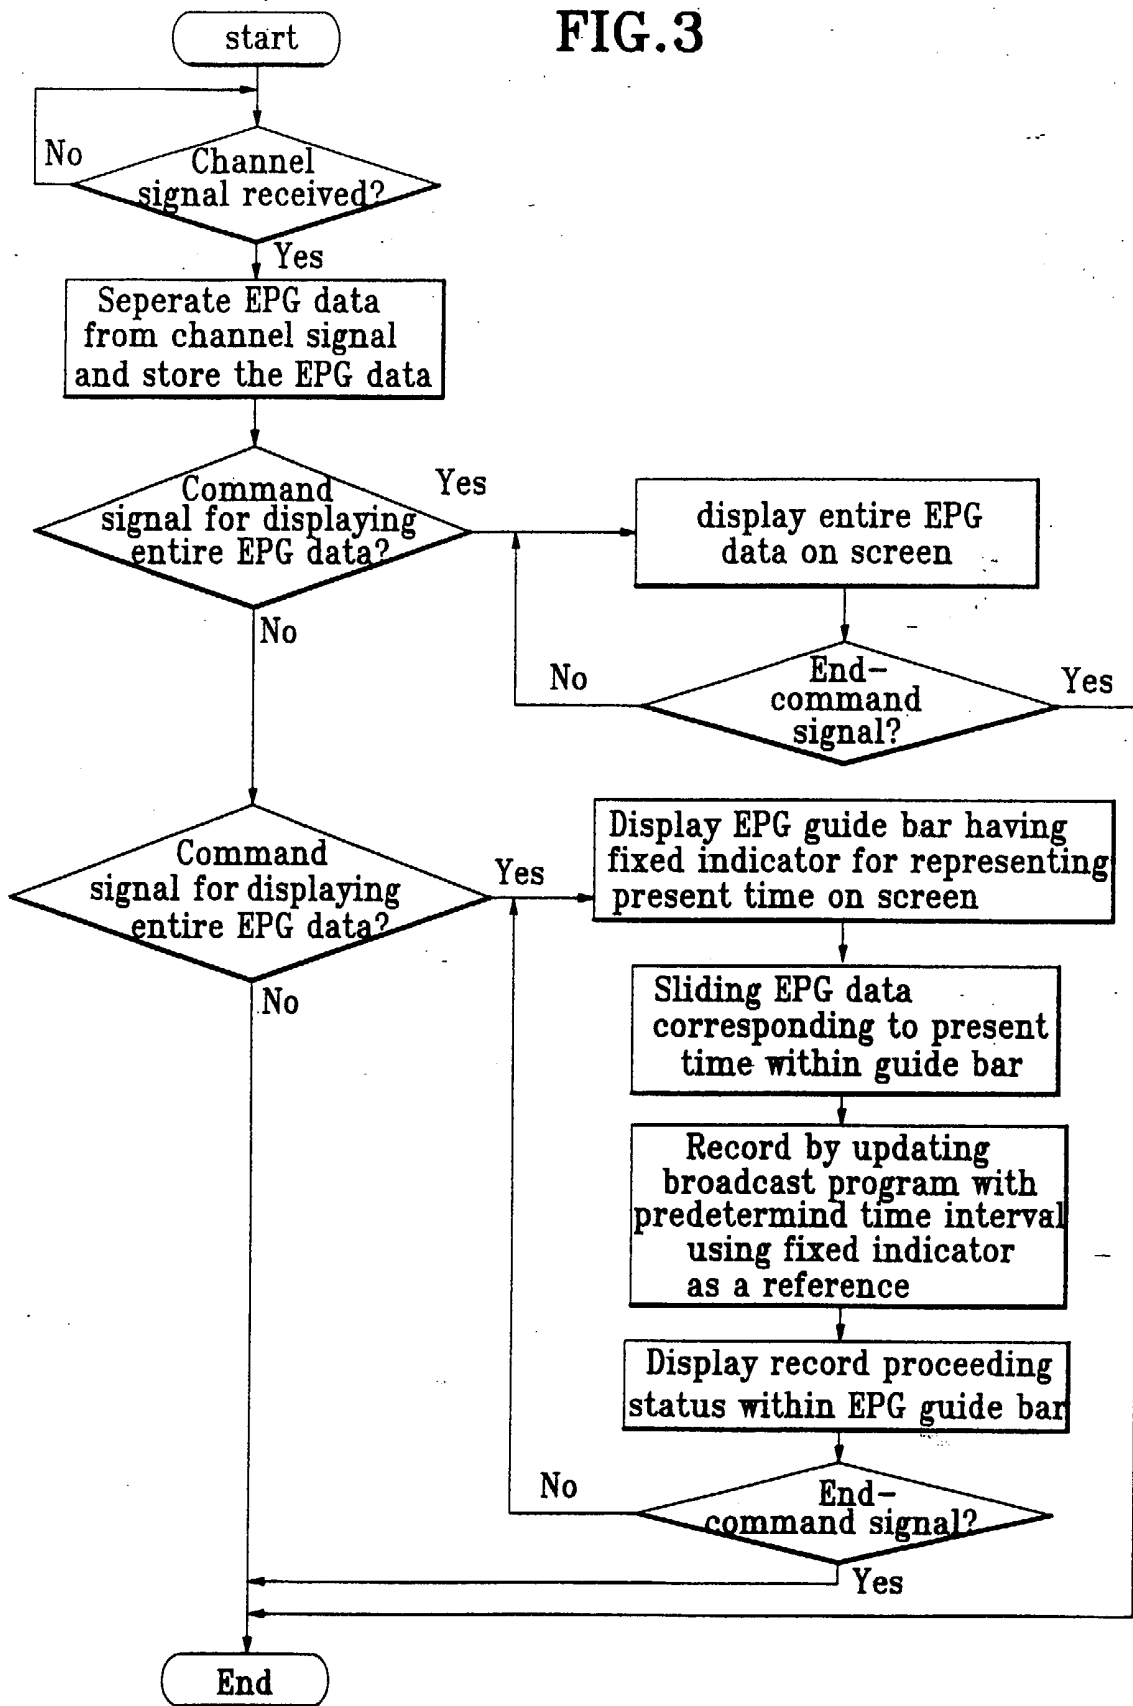 FIG.3
start
No
Channel
signal received?
Yes
Seperate EPG data
from channel signal
and store the EPG data
Command
signal for displaying
entire EPG data?
Yes
display entire EPG
data on screen
No
End-
command
signal?
No
Yes
Command
signal for displaying
entire EPG data?
Yes
Display EPG guide bar having
fixed indicator for representing
present time on screen
No
Sliding EPG data
corresponding to present
time within guide bar
Record by updating
broadcast program with
predetermind time interval
using fixed indicator
as a reference
Display record proceeding
status within EPG guide bar
No
End-
command signal?
Yes
End